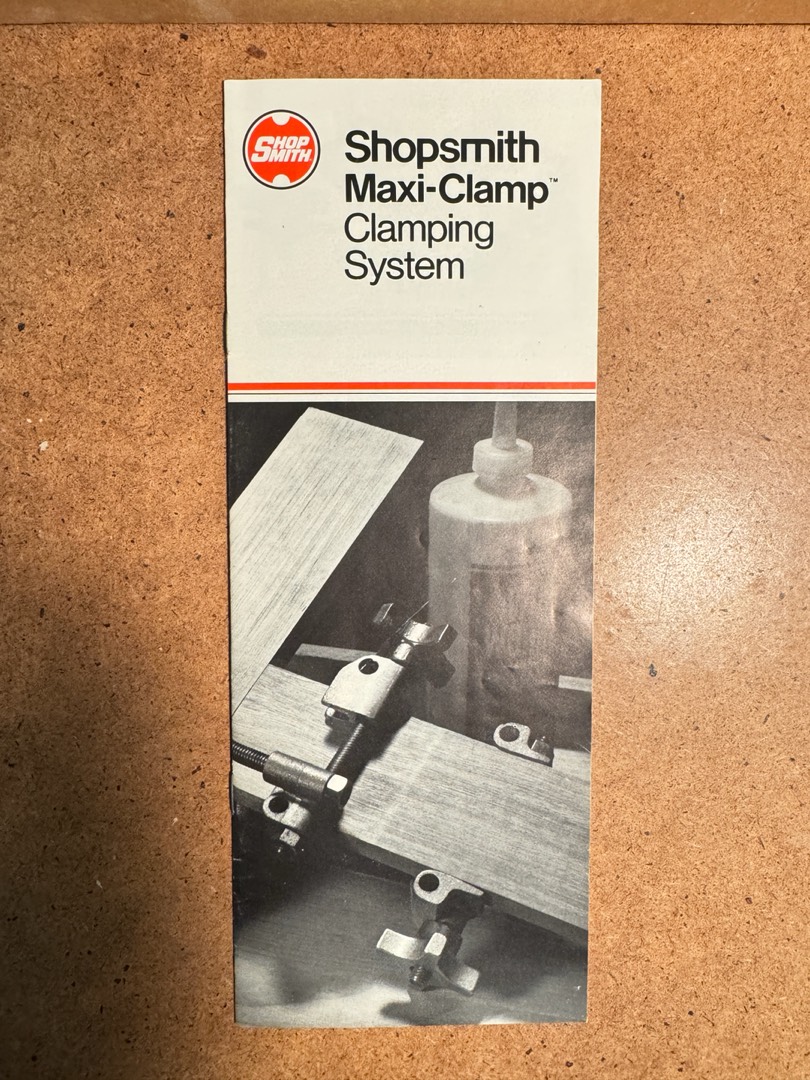 SHOP
SMITH
Shopsmith
Maxi-Clamp™
Clamping
System